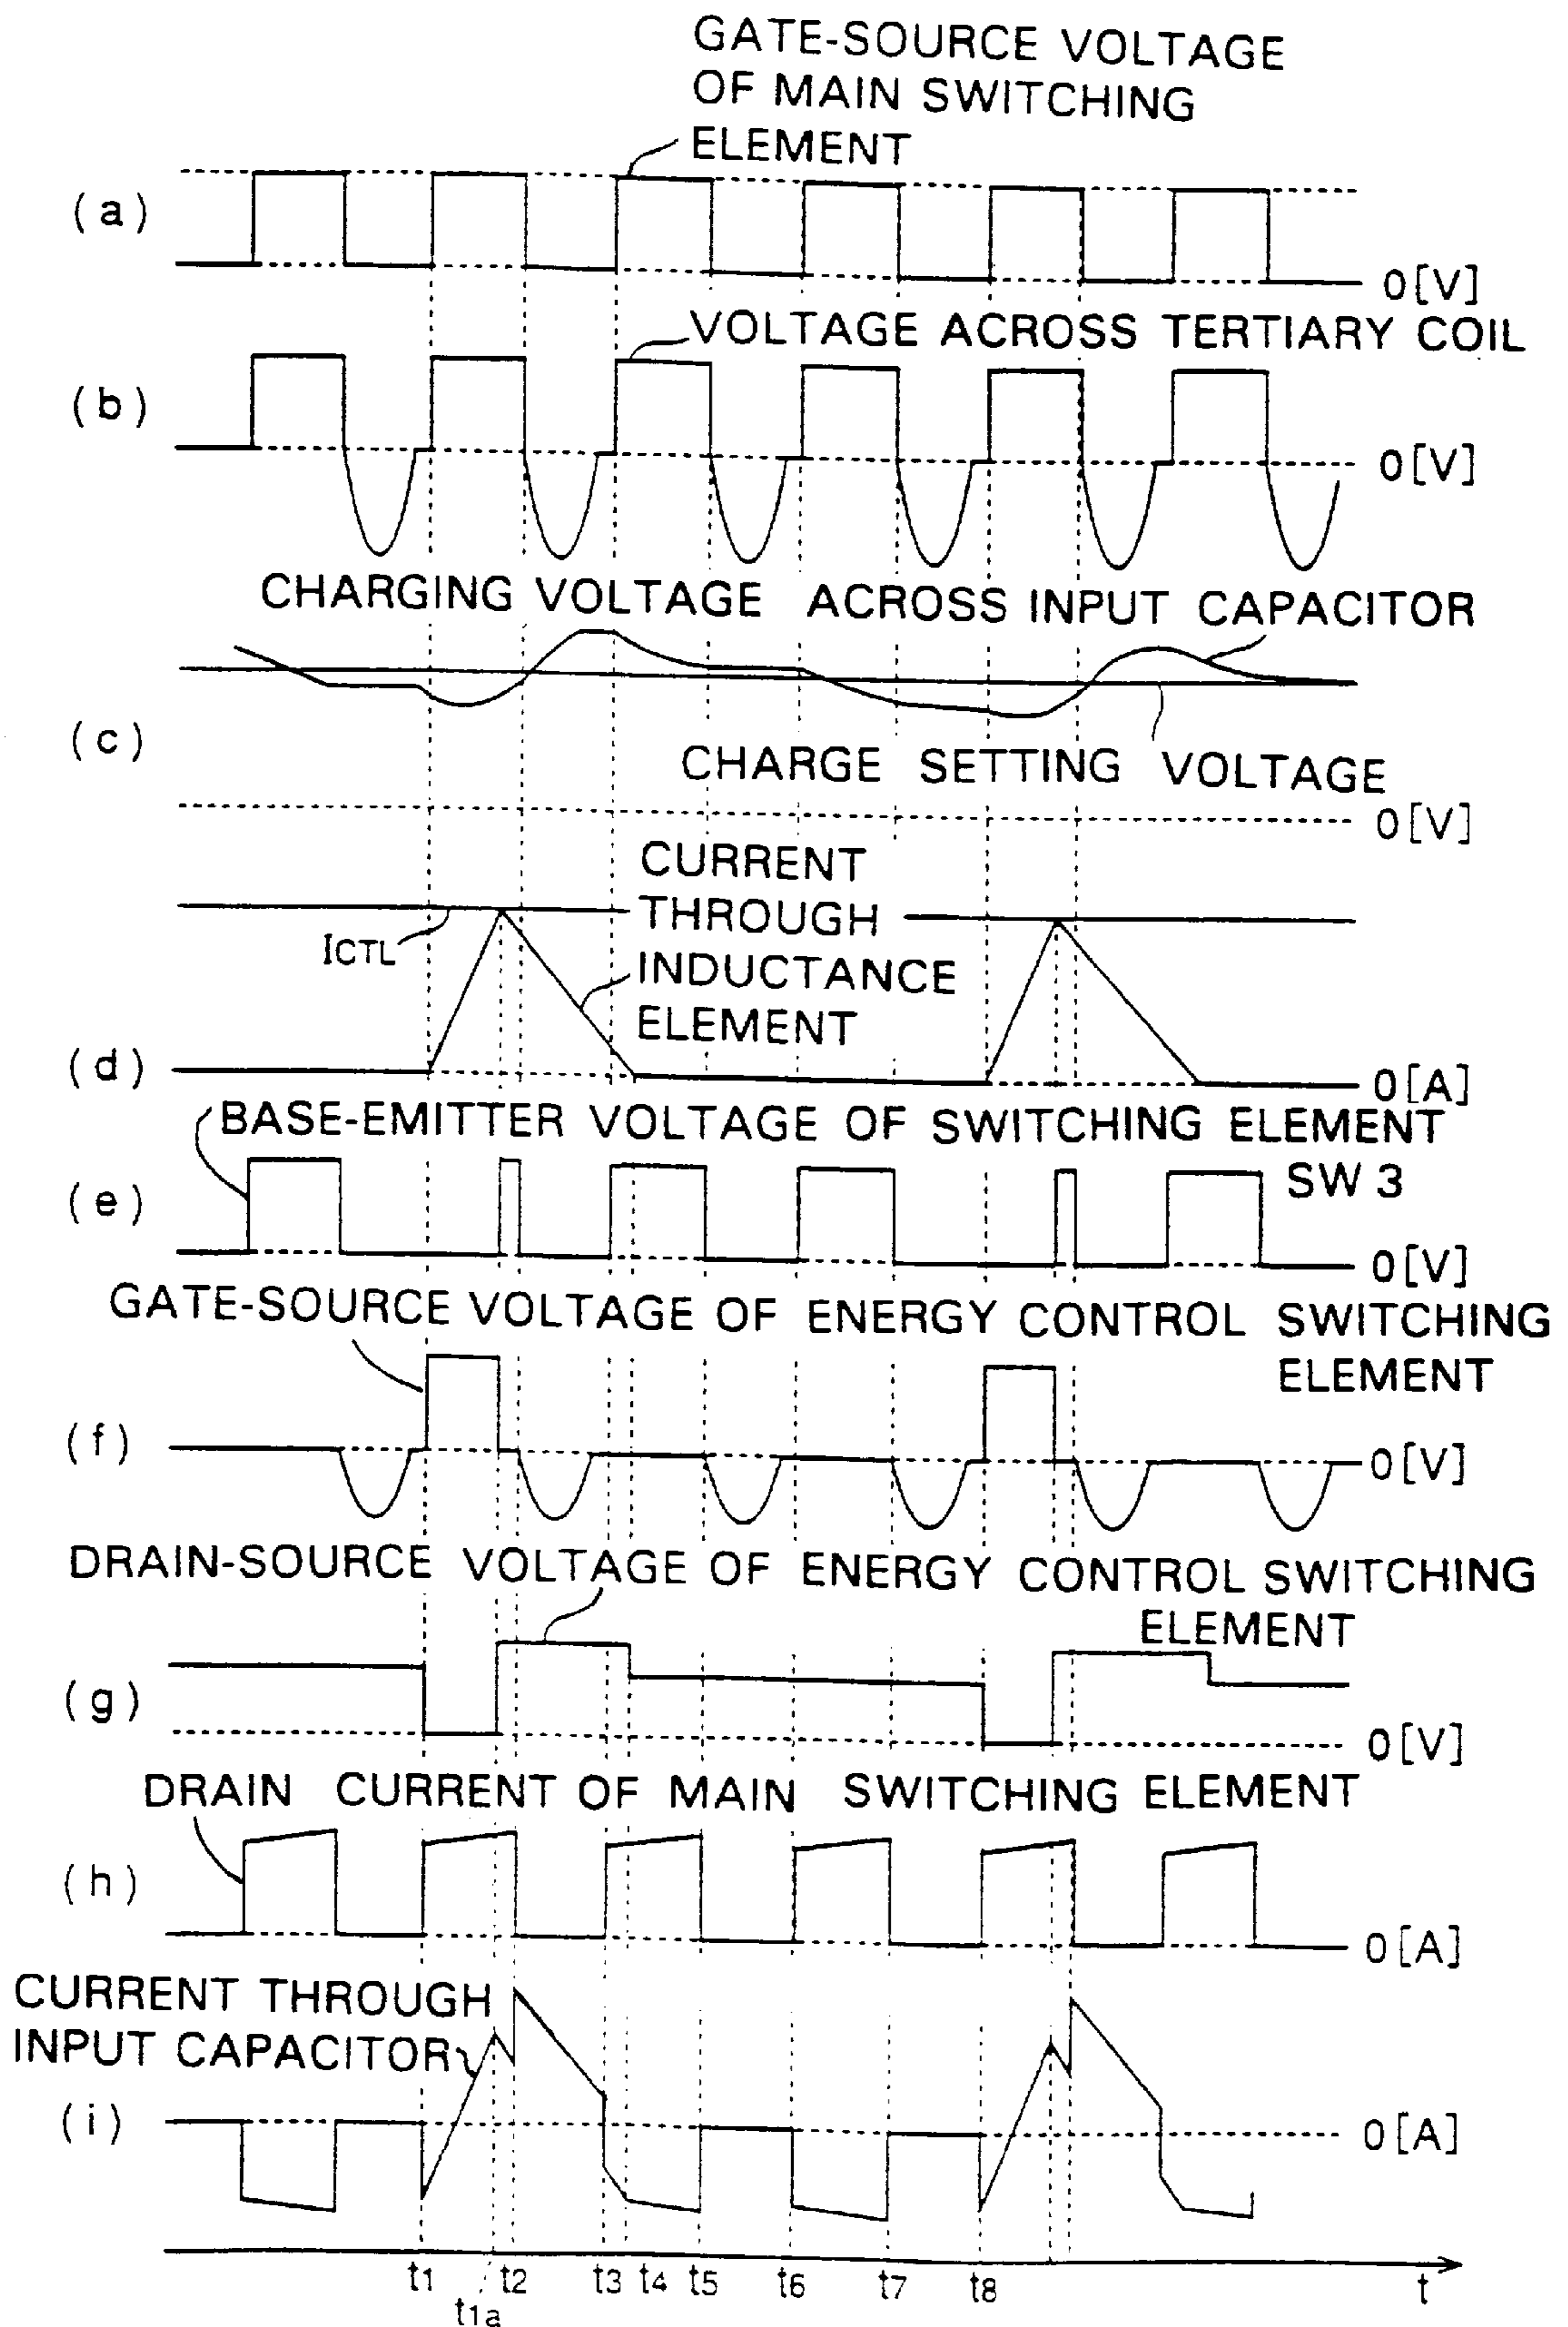 GATE-SOURCE VOLTAGE
OF MAIN SWITCHING
ELEMENT
(a)
0[V]
VOLTAGE ACROSS TERTIARY COIL
(b)
0[V]
CHARGING VOLTAGE ACROSS INPUT CAPACITOR
(c)
CHARGE SETTING VOLTAGE
0[V]
CURRENT
THROUGH
INDUCTANCE
ELEMENT
ICTL
(d)
0[A]
BASE-EMITTER VOLTAGE OF SWITCHING ELEMENT
SW 3
(e)
0[V]
GATE-SOURCE VOLTAGE OF ENERGY CONTROL SWITCHING
ELEMENT
(f)
0[V]
DRAIN-SOURCE VOLTAGE OF ENERGY CONTROL SWITCHING
ELEMENT
(g)
0[V]
DRAIN CURRENT OF MAIN SWITCHING ELEMENT
(h)
0[A]
CURRENT THROUGH
INPUT CAPACITOR
(i)
0[A]
t1 t2 t3 t4 t5 t6 t7 t8 t
t1a